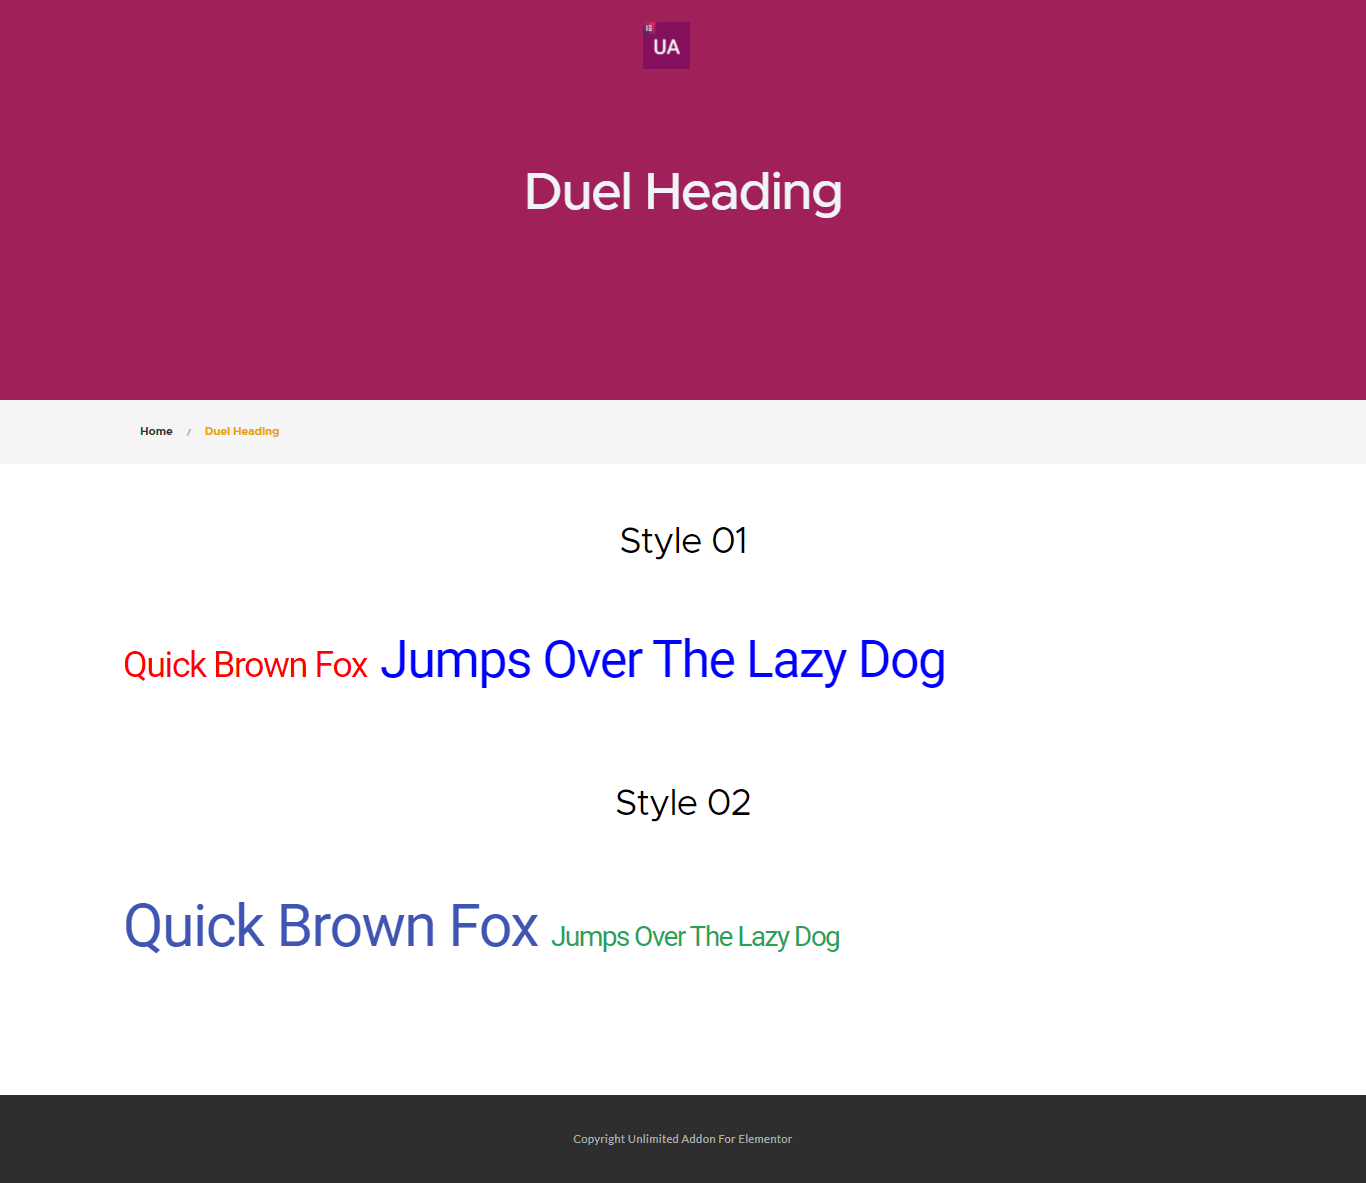 UA
Duel Heading
Home / Duel Heading
Style 01
Quick Brown Fox Jumps Over The Lazy Dog
Style 02
Quick Brown Fox Jumps Over The Lazy Dog
Copyright Unlimited Addon For Elementor